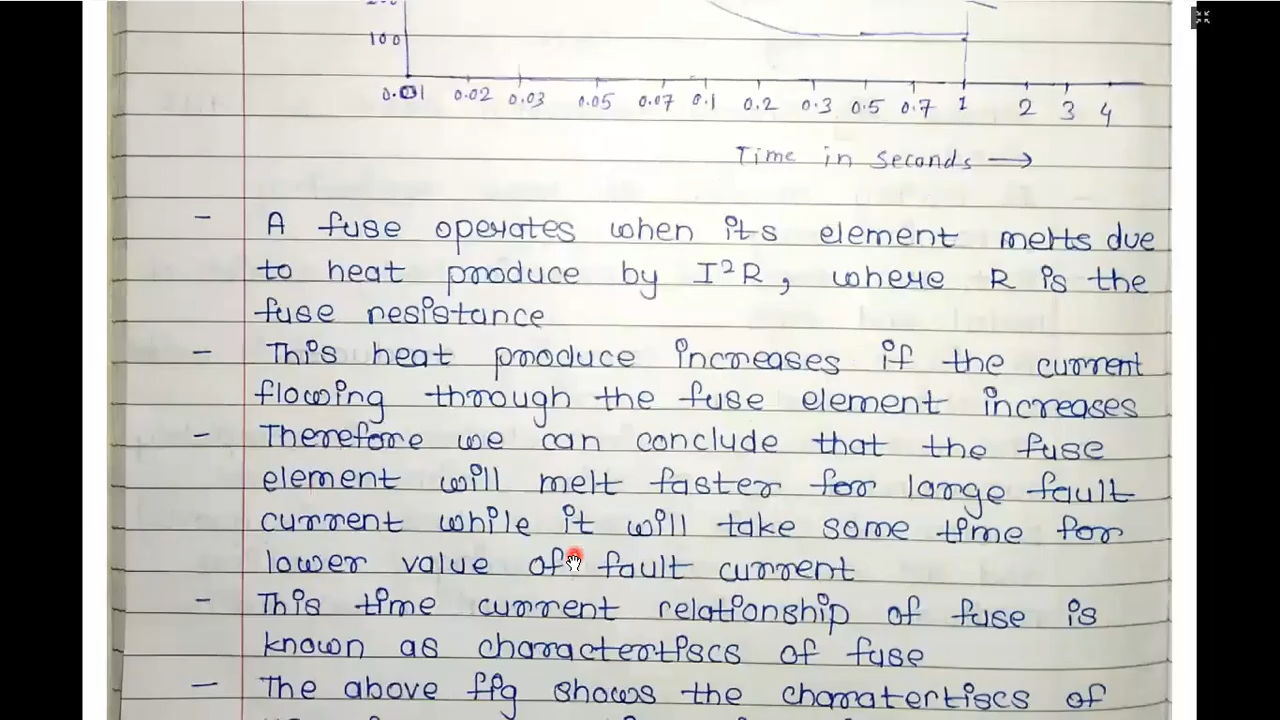 100
0.01 0.02 0.03 0.05 0.07 0.1 0.2 0.3 0.5 0.7 1 2 3 4
Time in seconds →
- A fuse operates when its element melts due
to heat produce by I²R, where R is the
fuse resistance
- This heat produce increases if the current
flowing through the fuse element increases
- Therefore we can conclude that the fuse
element will melt faster for large fault
current while it will take some time for
lower value of fault current
- This time current relationship of fuse is
known as charactertiscs of fuse
- The above fig shows the charatertiscs of